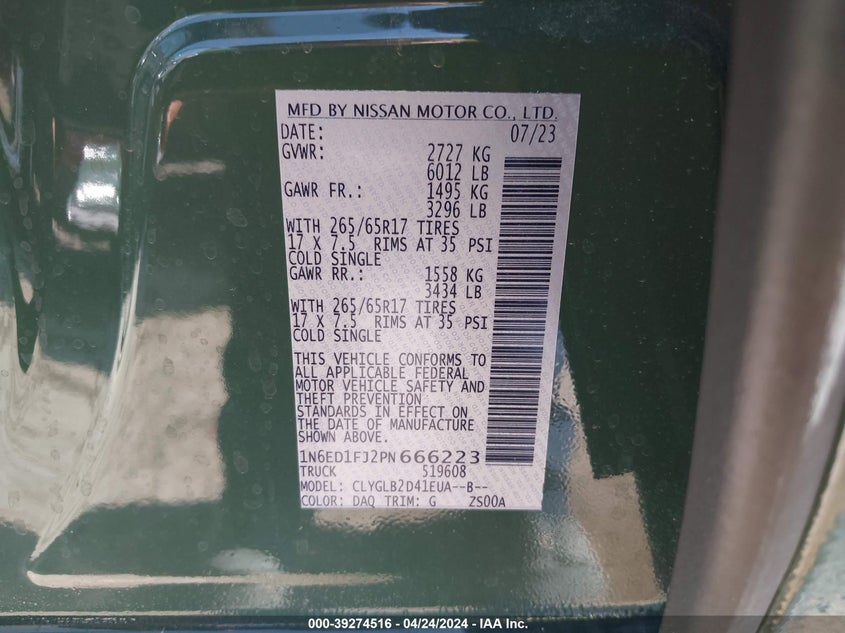 MFD BY NISSAN MOTOR CO., LTD.
DATE: 07/23
GVWR: 2727 KG
6012 LB
GAWR FR.: 1495 KG
3296 LB
WITH 265/65R17 TIRES
17 X 7.5 RIMS AT 35 PSI
COLD SINGLE
GAWR RR.: 1558 KG
3434 LB
WITH 265/65R17 TIRES
17 X 7.5 RIMS AT 35 PSI
COLD SINGLE
THIS VEHICLE CONFORMS TO
ALL APPLICABLE FEDERAL
MOTOR VEHICLE SAFETY AND
THEFT PREVENTION
STANDARDS IN EFFECT ON
THE DATE OF MANUFACTURE
SHOWN ABOVE.
1N6ED1FJ2PN666223
TRUCK 519608
MODEL: CLYGLB2D41EUA--B--
COLOR: DAQ TRIM: G ZS00A
000-39274516 - 04/24/2024 - IAA Inc.